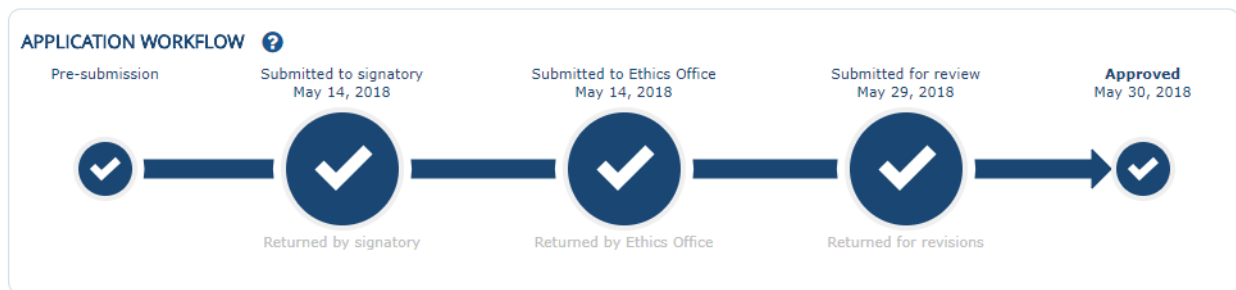 APPLICATION WORKFLOW ?
Pre-submission
Submitted to signatory
May 14, 2018
Submitted to Ethics Office
May 14, 2018
Submitted for review
May 29, 2018
Approved
May 30, 2018
Returned by signatory
Returned by Ethics Office
Returned for revisions